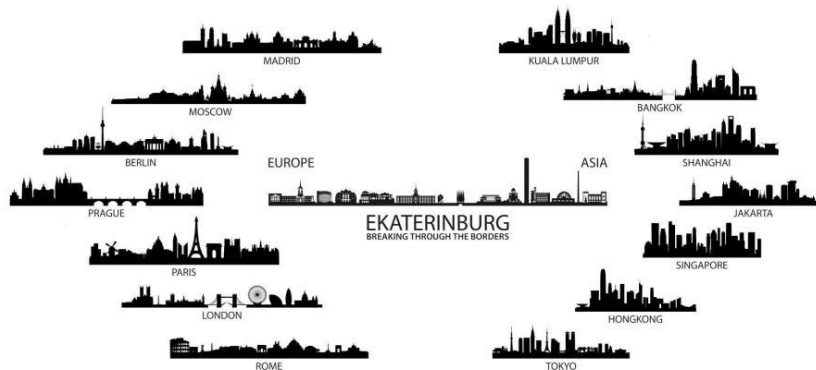 MADRID
KUALA LUMPUR
MOSCOW
BANGKOK
BERLIN
EUROPE
ASIA
SHANGHAI
PRAGUE
JAKARTA
EKATERINBURG
BREAKING THROUGH THE BORDERS
PARIS
SINGAPORE
LONDON
HONGKONG
ROME
TOKYO